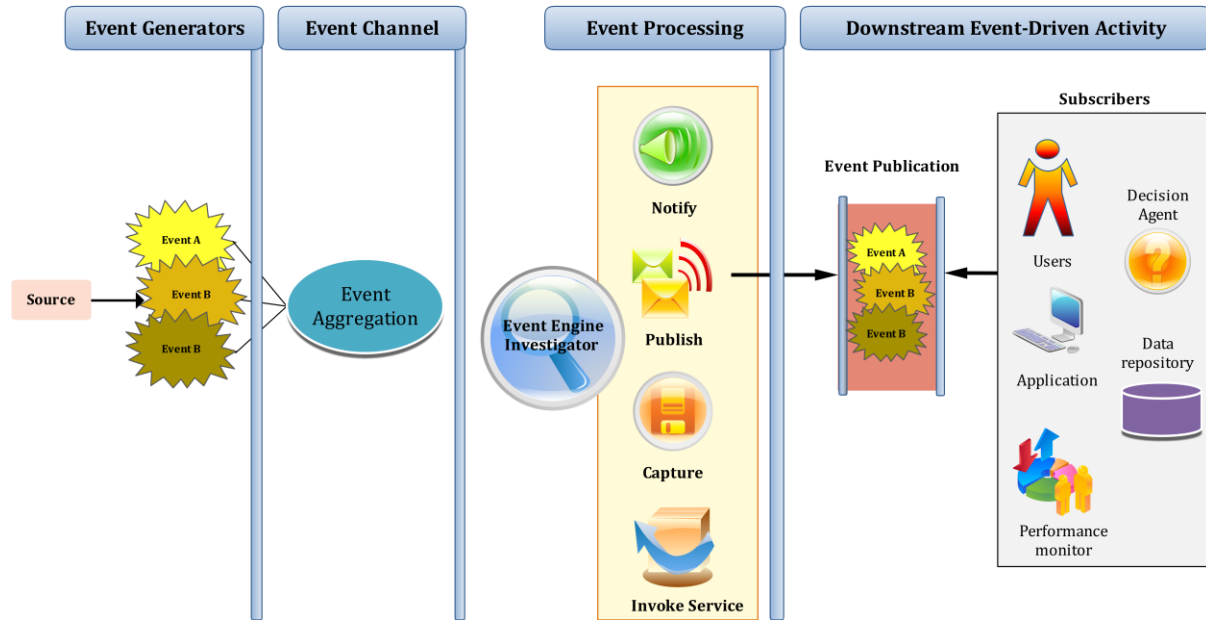 Event Generators
Event Channel
Event Processing
Downstream Event-Driven Activity
Source
Event A
Event B
Event B
Event
Aggregation
Event Engine
Investigator
Notify
Publish
Capture
Invoke Service
Event Publication
Event A
Event B
Event B
Subscribers
Users
Decision
Agent
Application
Data
repository
Performance
monitor